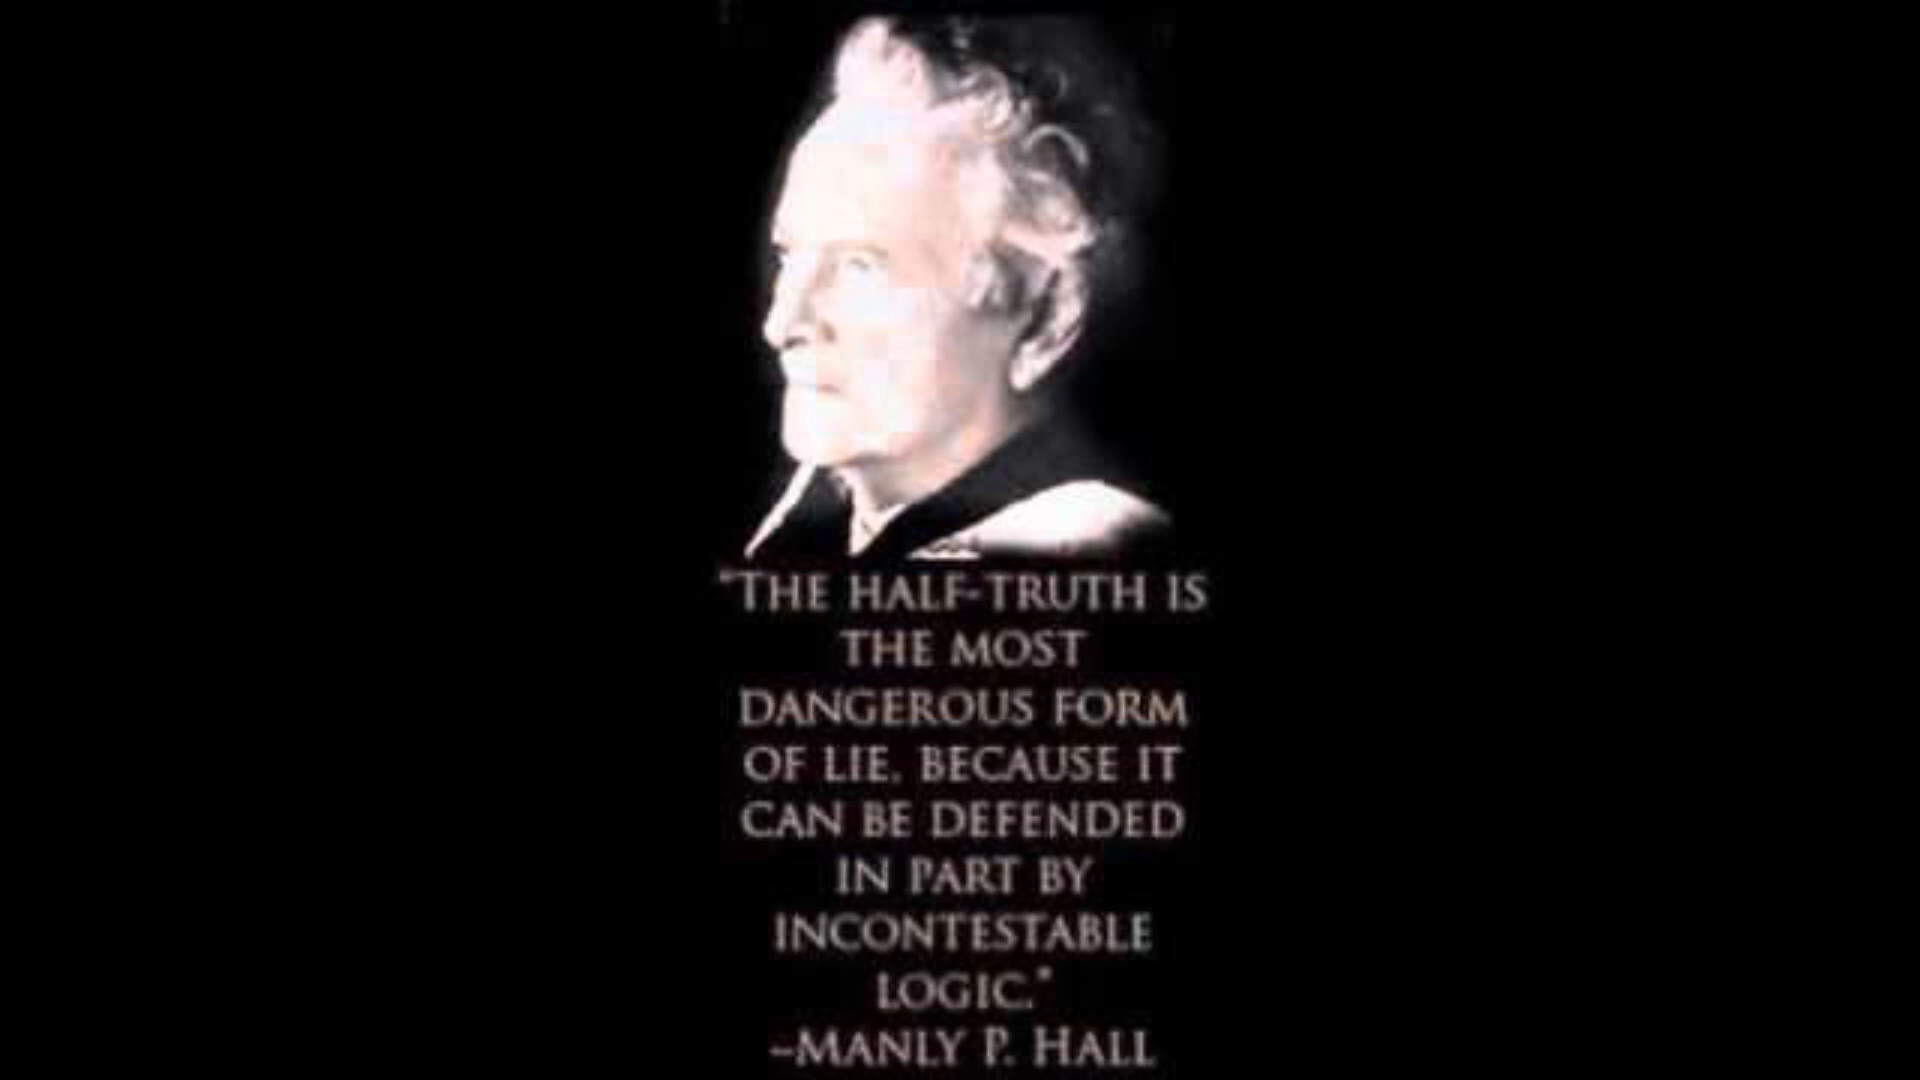 "THE HALF-TRUTH IS
THE MOST
DANGEROUS FORM
OF LIE, BECAUSE IT
CAN BE DEFENDED
IN PART BY
INCONTESTABLE
LOGIC."
–MANLY P. HALL